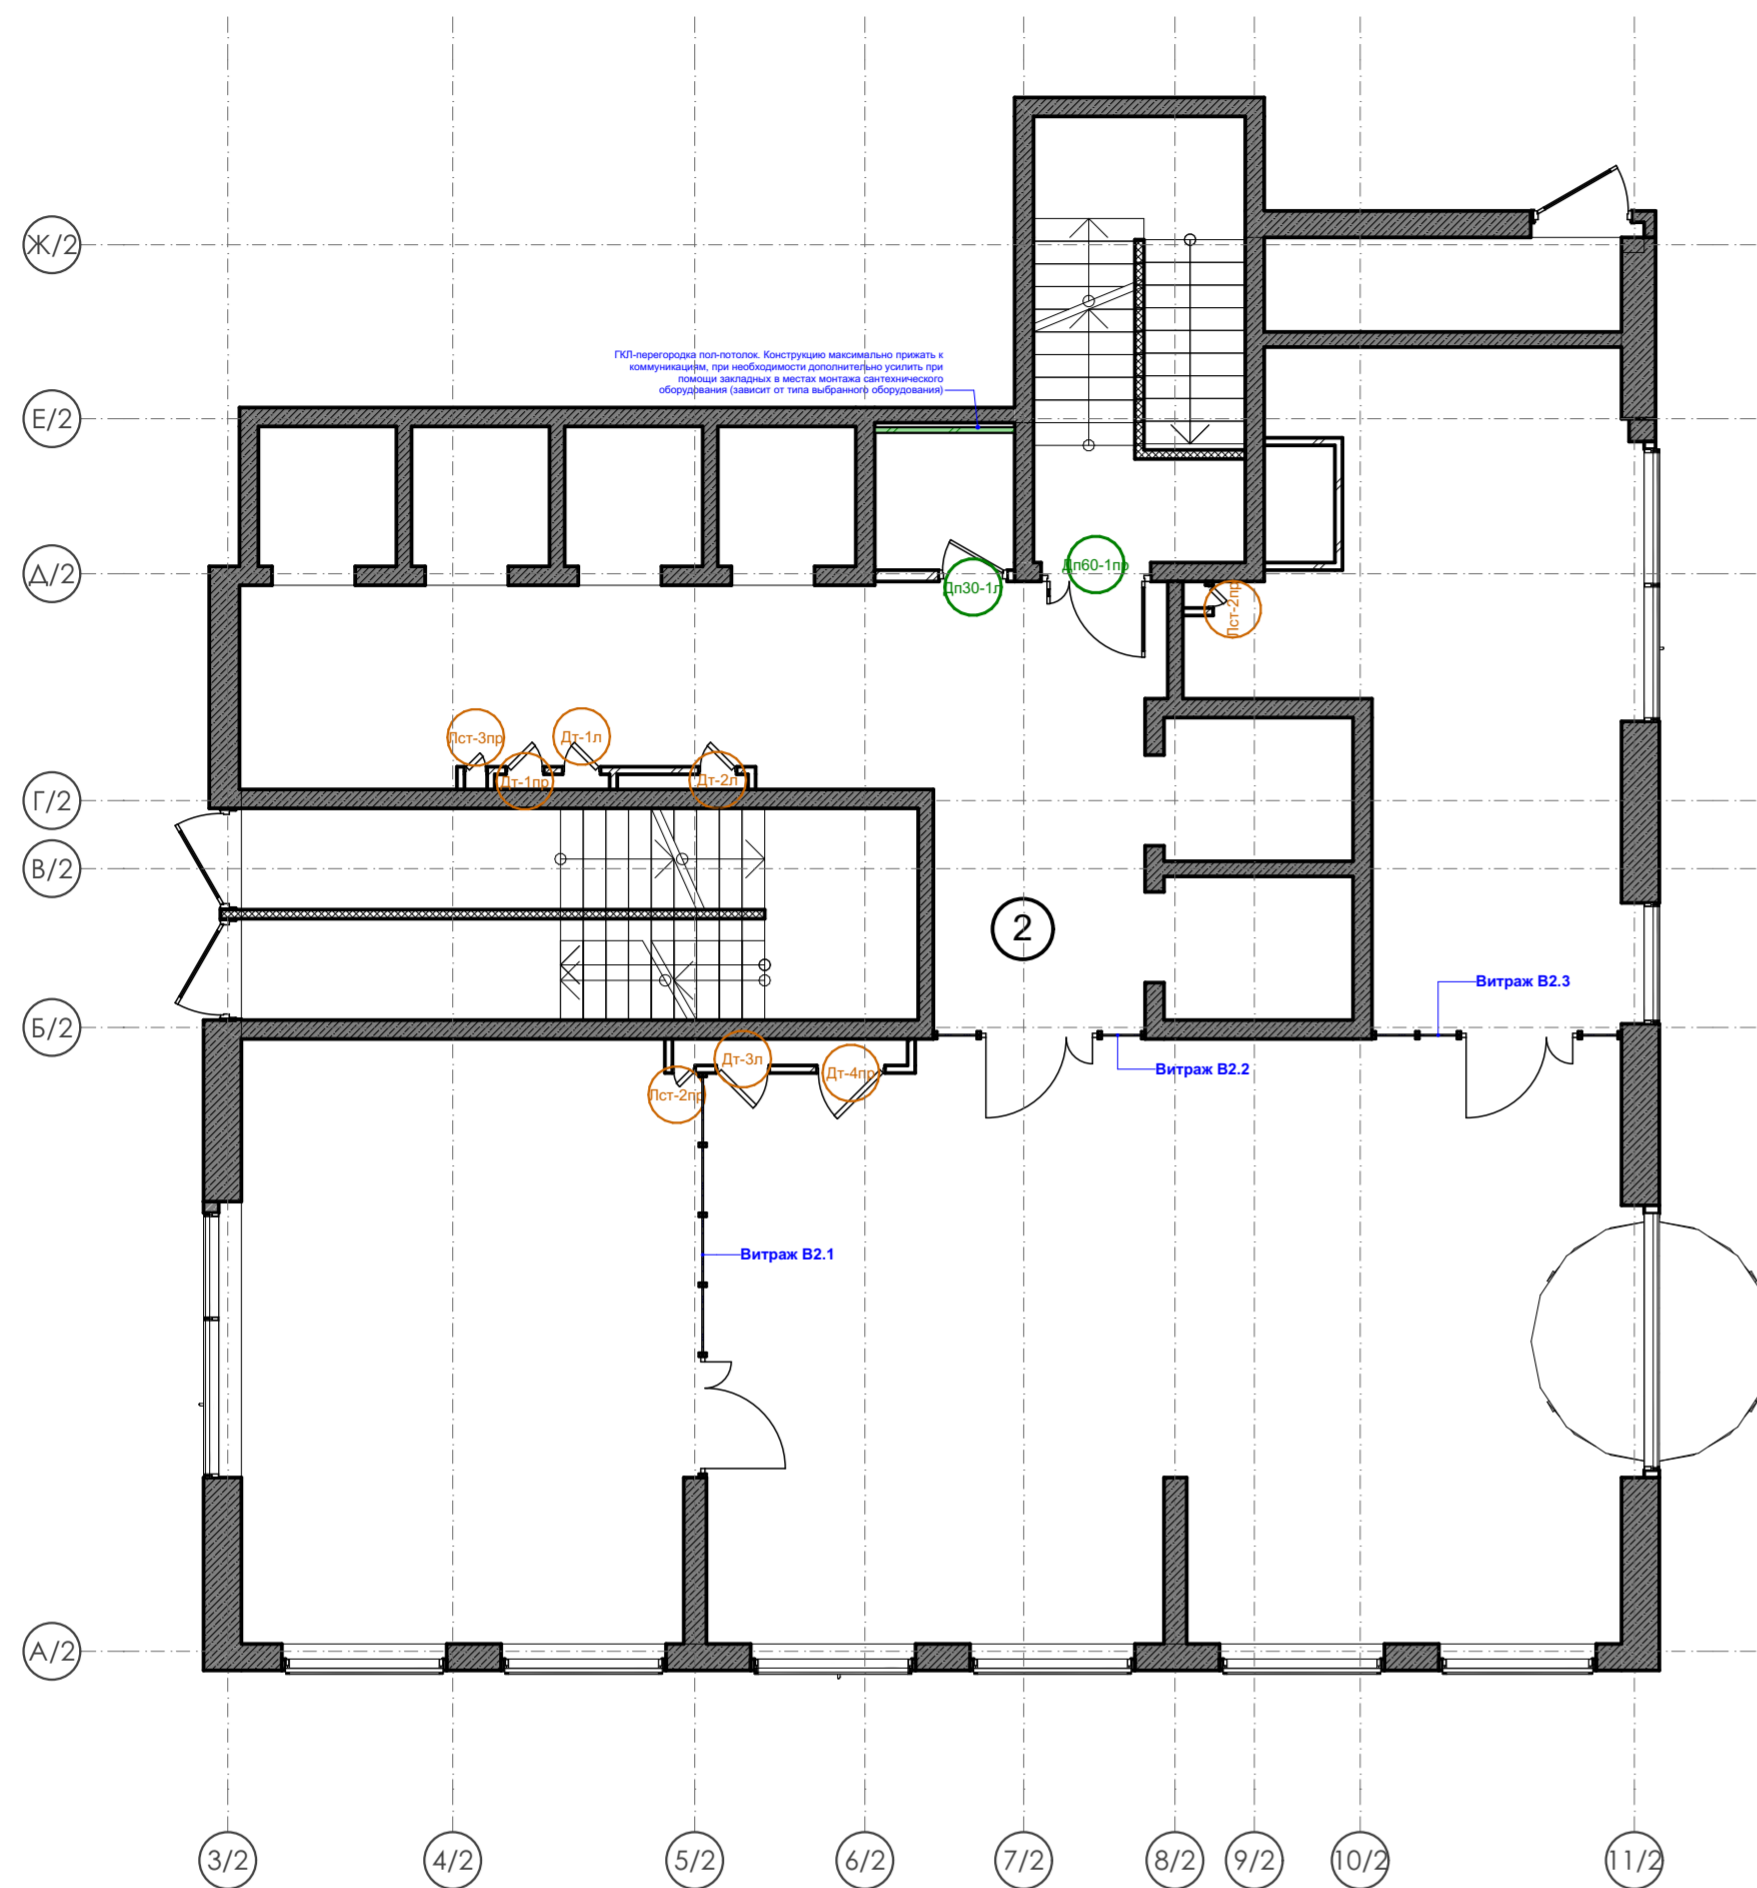 Ж/2
ГКЛ-перегородка пол-потолок. Конструкцию максимально прижать к
коммуникациям, при необходимости дополнительно усилить при
помощи закладных в местах монтажа сантехнического
оборудования (зависит от типа выбранного оборудования)
Е/2
Д/2
Дп30-1л
Дп60-1пр
Лст-2пр
Лст-3пр
Дт-1пр
Дт-1л
Дт-2л
Г/2
В/2
2
Витраж В2.3
Б/2
Витраж В2.2
Дт-3л
Дт-4пр
Лст-2пр
Витраж В2.1
А/2
3/2
4/2
5/2
6/2
7/2
8/2
9/2
10/2
11/2